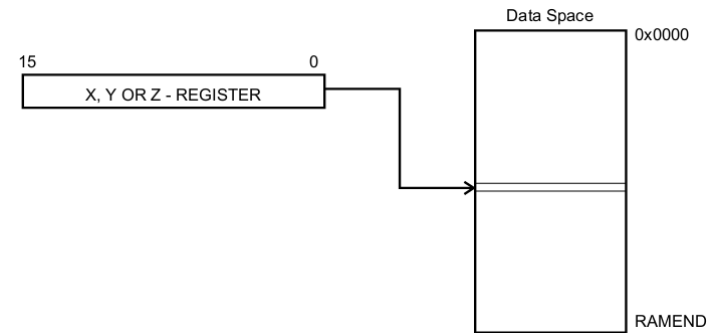 Data Space
0x0000
15 0
X, Y OR Z - REGISTER
RAMEND